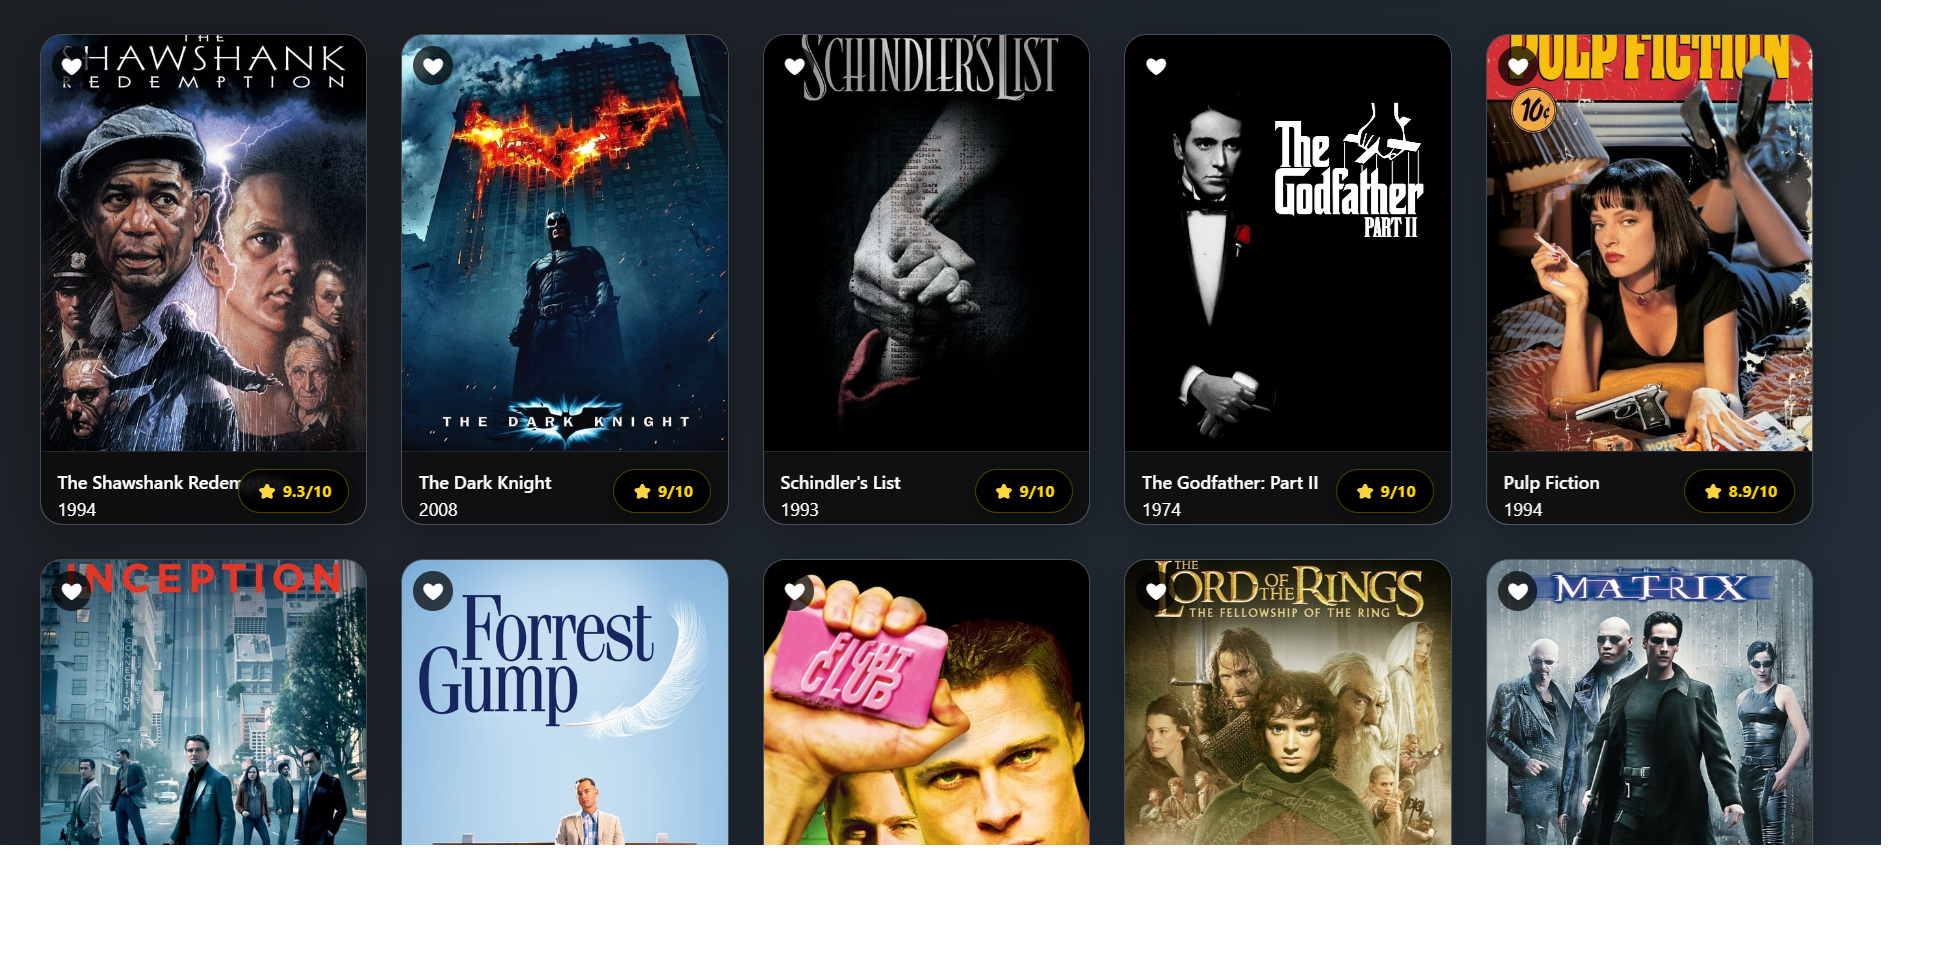 THE
SHAWSHANK
REDEMPTION
The Shawshank Redem
1994
9.3/10
THE DARK KNIGHT
The Dark Knight
2008
9/10
SCHINDLER'S LIST
Schindler's List
1993
9/10
The
Godfather
PART II
The Godfather: Part II
1974
9/10
PULP FICTION
10¢
Pulp Fiction
1994
8.9/10
INCEPTION
Forrest
Gump
FIGHT
CLUB
THE
LORD OF THE RINGS
THE FELLOWSHIP OF THE RING
THE
MATRIX